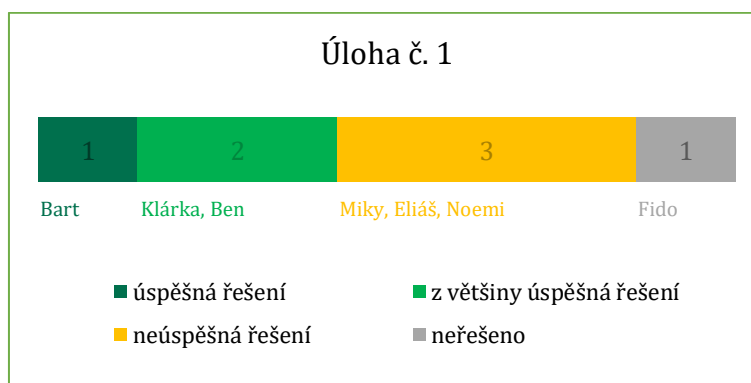 Úloha č. 1
1 2 3 1
Bart Klárka, Ben Miky, Eliáš, Noemi Fido
úspěšná řešení z většiny úspěšná řešení
neúspěšná řešení neřešeno